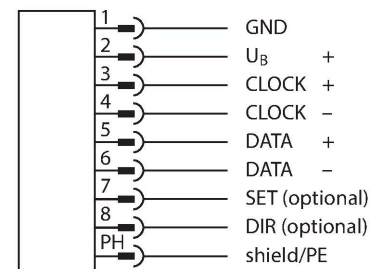 1 GND
2 UB +
3 CLOCK +
4 CLOCK –
5 DATA +
6 DATA –
7 SET (optional)
8 DIR (optional)
PH shield/PE